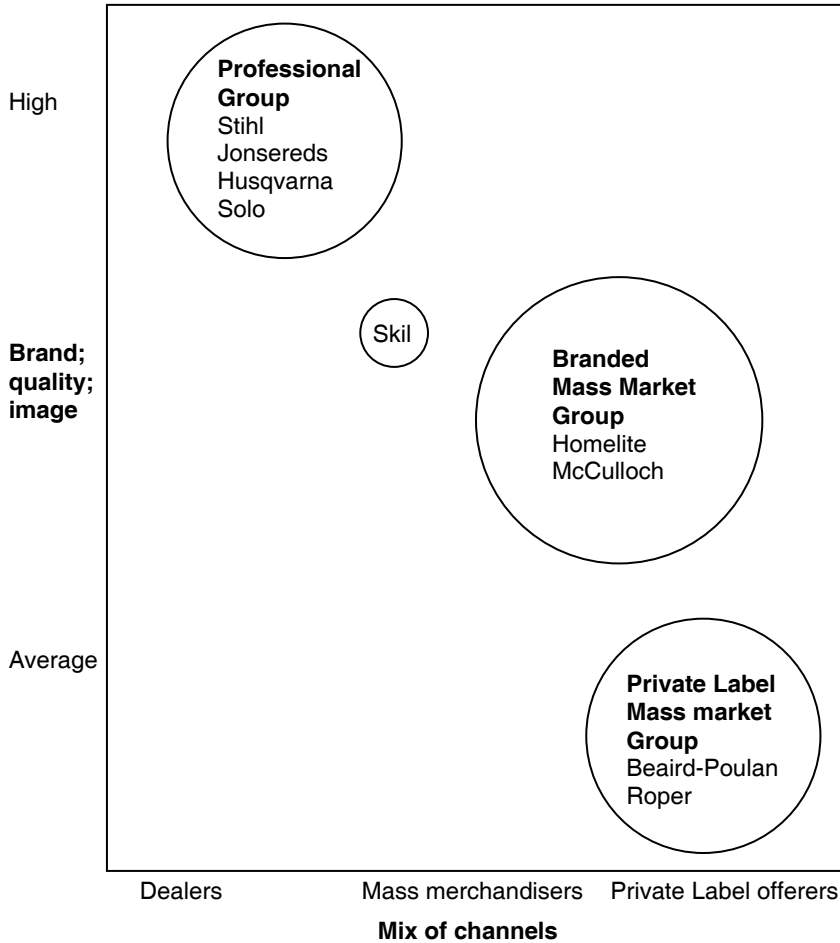 High
Professional
Group
Stihl
Jonsereds
Husqvarna
Solo
Brand;
quality;
image
Skil
Branded
Mass Market
Group
Homelite
McCulloch
Average
Private Label
Mass market
Group
Beaird-Poulan
Roper
Dealers
Mass merchandisers
Private Label offerers
Mix of channels